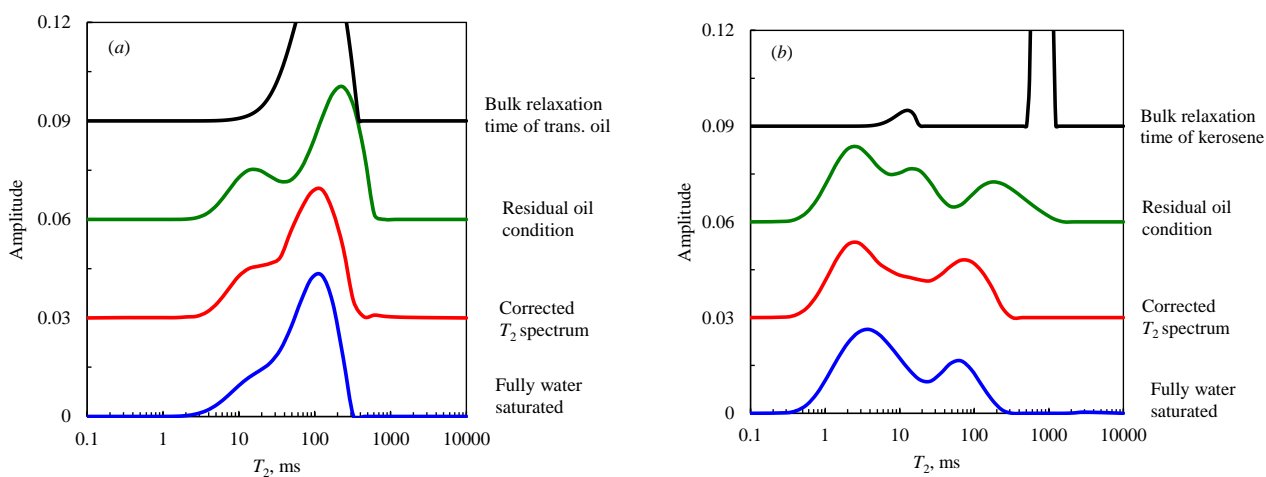 0.12
(a)
0.09
0.06
0.03
0
Amplitude
0.1
1
10
100
1000
10000
T2, ms
Bulk relaxation
time of trans. oil
Residual oil
condition
Corrected
T2 spectrum
Fully water
saturated
0.12
(b)
0.09
0.06
0.03
0
Amplitude
0.1
1
10
100
1000
10000
T2, ms
Bulk relaxation
time of kerosene
Residual oil
condition
Corrected
T2 spectrum
Fully water
saturated